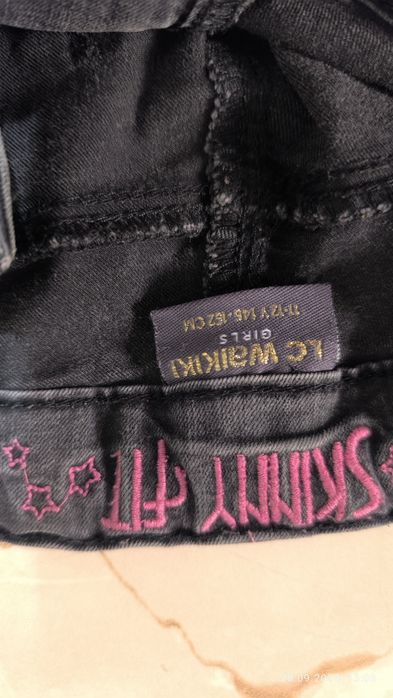 SKINNY FIT
LC WAIKIKI
GIRLS
11-12 Y 146-152 CM